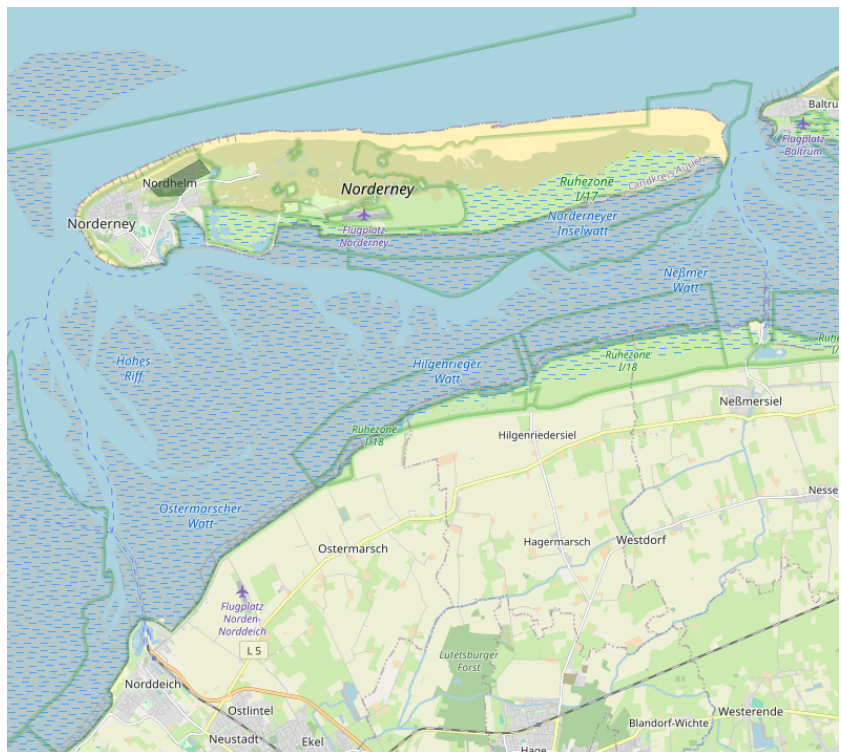 Baltrum
Flugplatz
Baltrum
Nordhelm
Norderney
Norderney
Ruhezone
I/17
Landkreis Aurich
Norderneyer
Inselwatt
Flugplatz
Norderney
Neßmer
Watt
Hohes
Riff
Hilgenrieger
Watt
Ruhezone
I/18
Ruhe
I/
Neßmersiel
Ruhezone
I/18
Hilgenriedersiel
Nesse
Ostermarscher
Watt
Ostermarsch
Hagermarsch
Westdorf
Flugplatz
Norden-
Norddeich
L 5
Lütetsburger
Forst
Norddeich
Ostlintel
Westerende
Blandorf-Wichte
Neustadt
Ekel
Hage